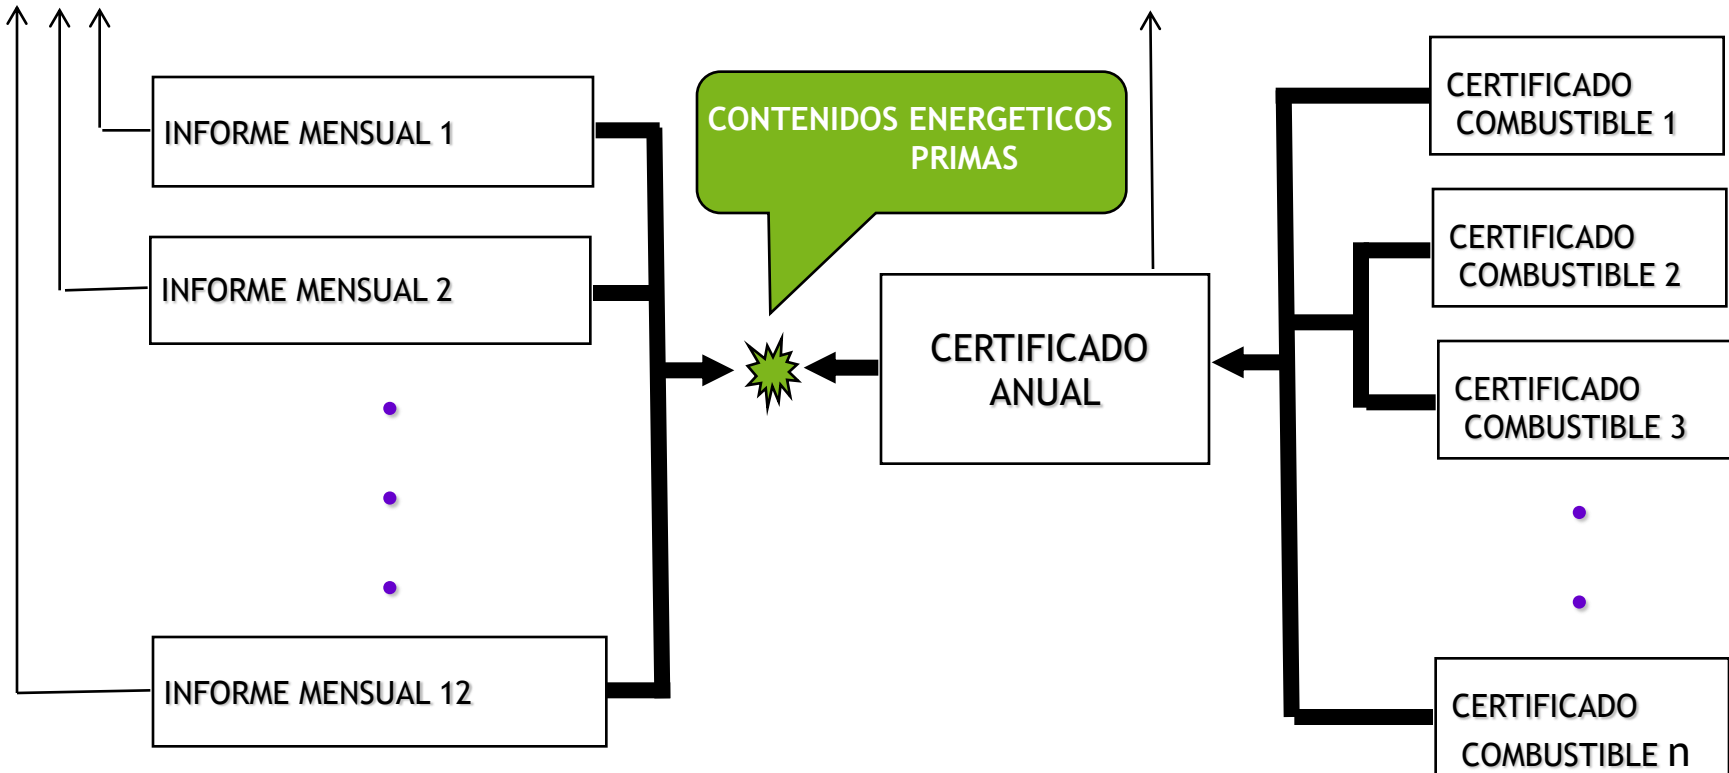 INFORME MENSUAL 1
INFORME MENSUAL 2
INFORME MENSUAL 12
CONTENIDOS ENERGETICOS
PRIMAS
CERTIFICADO
ANUAL
CERTIFICADO
COMBUSTIBLE 1
CERTIFICADO
COMBUSTIBLE 2
CERTIFICADO
COMBUSTIBLE 3
CERTIFICADO
COMBUSTIBLE n